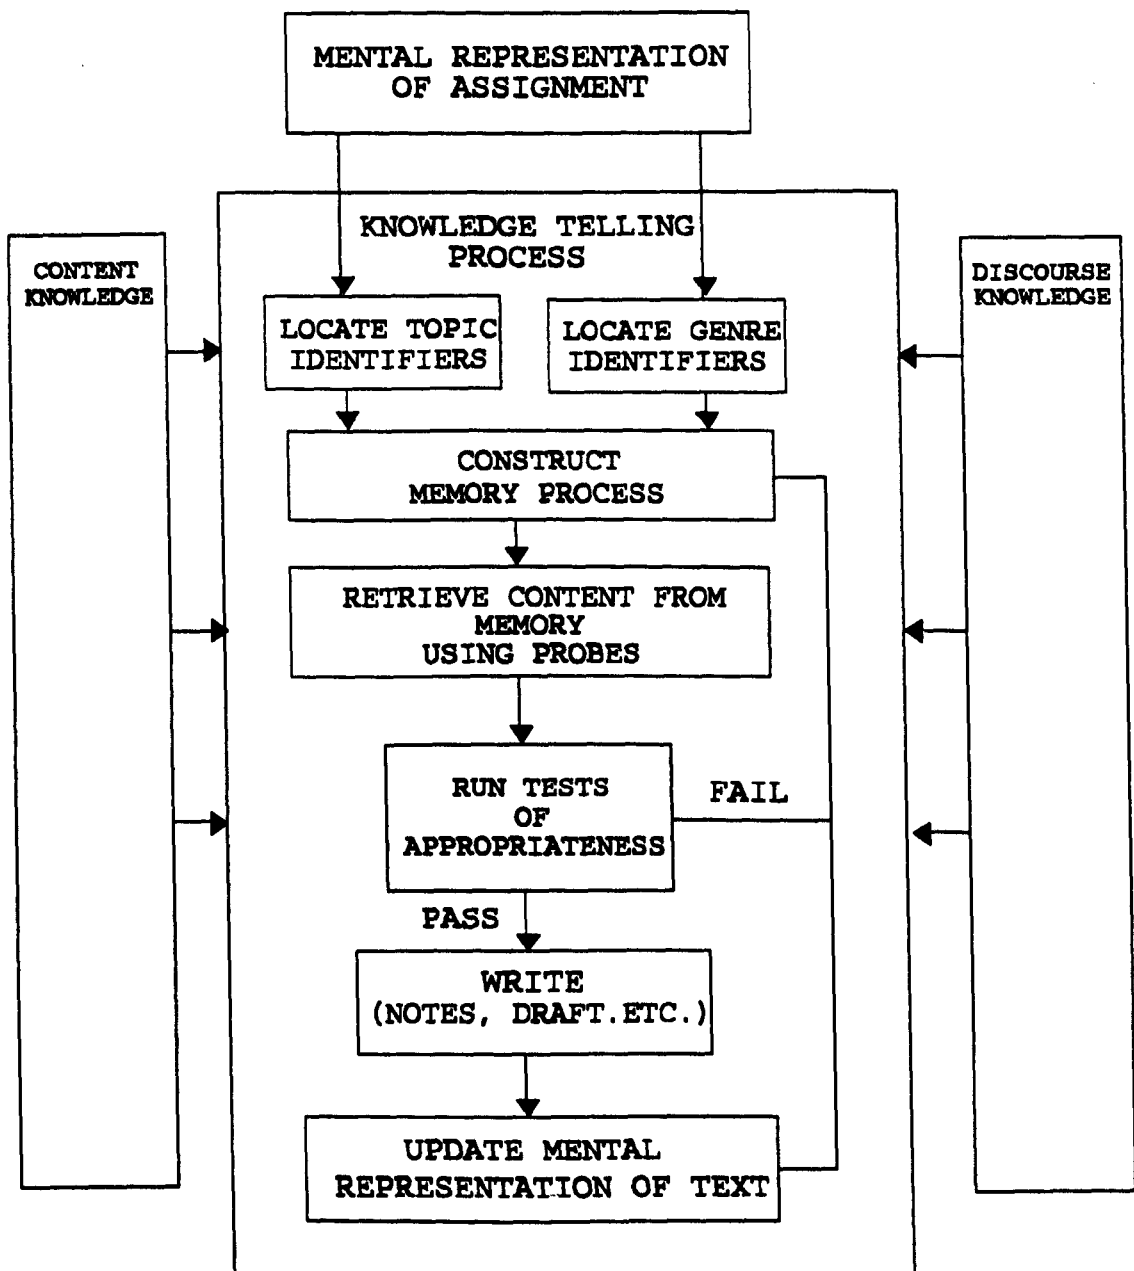 MENTAL REPRESENTATION
OF ASSIGNMENT
KNOWLEDGE TELLING
PROCESS
CONTENT
KNOWLEDGE
DISCOURSE
KNOWLEDGE
LOCATE TOPIC
IDENTIFIERS
LOCATE GENRE
IDENTIFIERS
CONSTRUCT
MEMORY PROCESS
RETRIEVE CONTENT FROM
MEMORY
USING PROBES
RUN TESTS
OF
APPROPRIATENESS
FAIL
PASS
WRITE
(NOTES, DRAFT.ETC.)
UPDATE MENTAL
REPRESENTATION OF TEXT